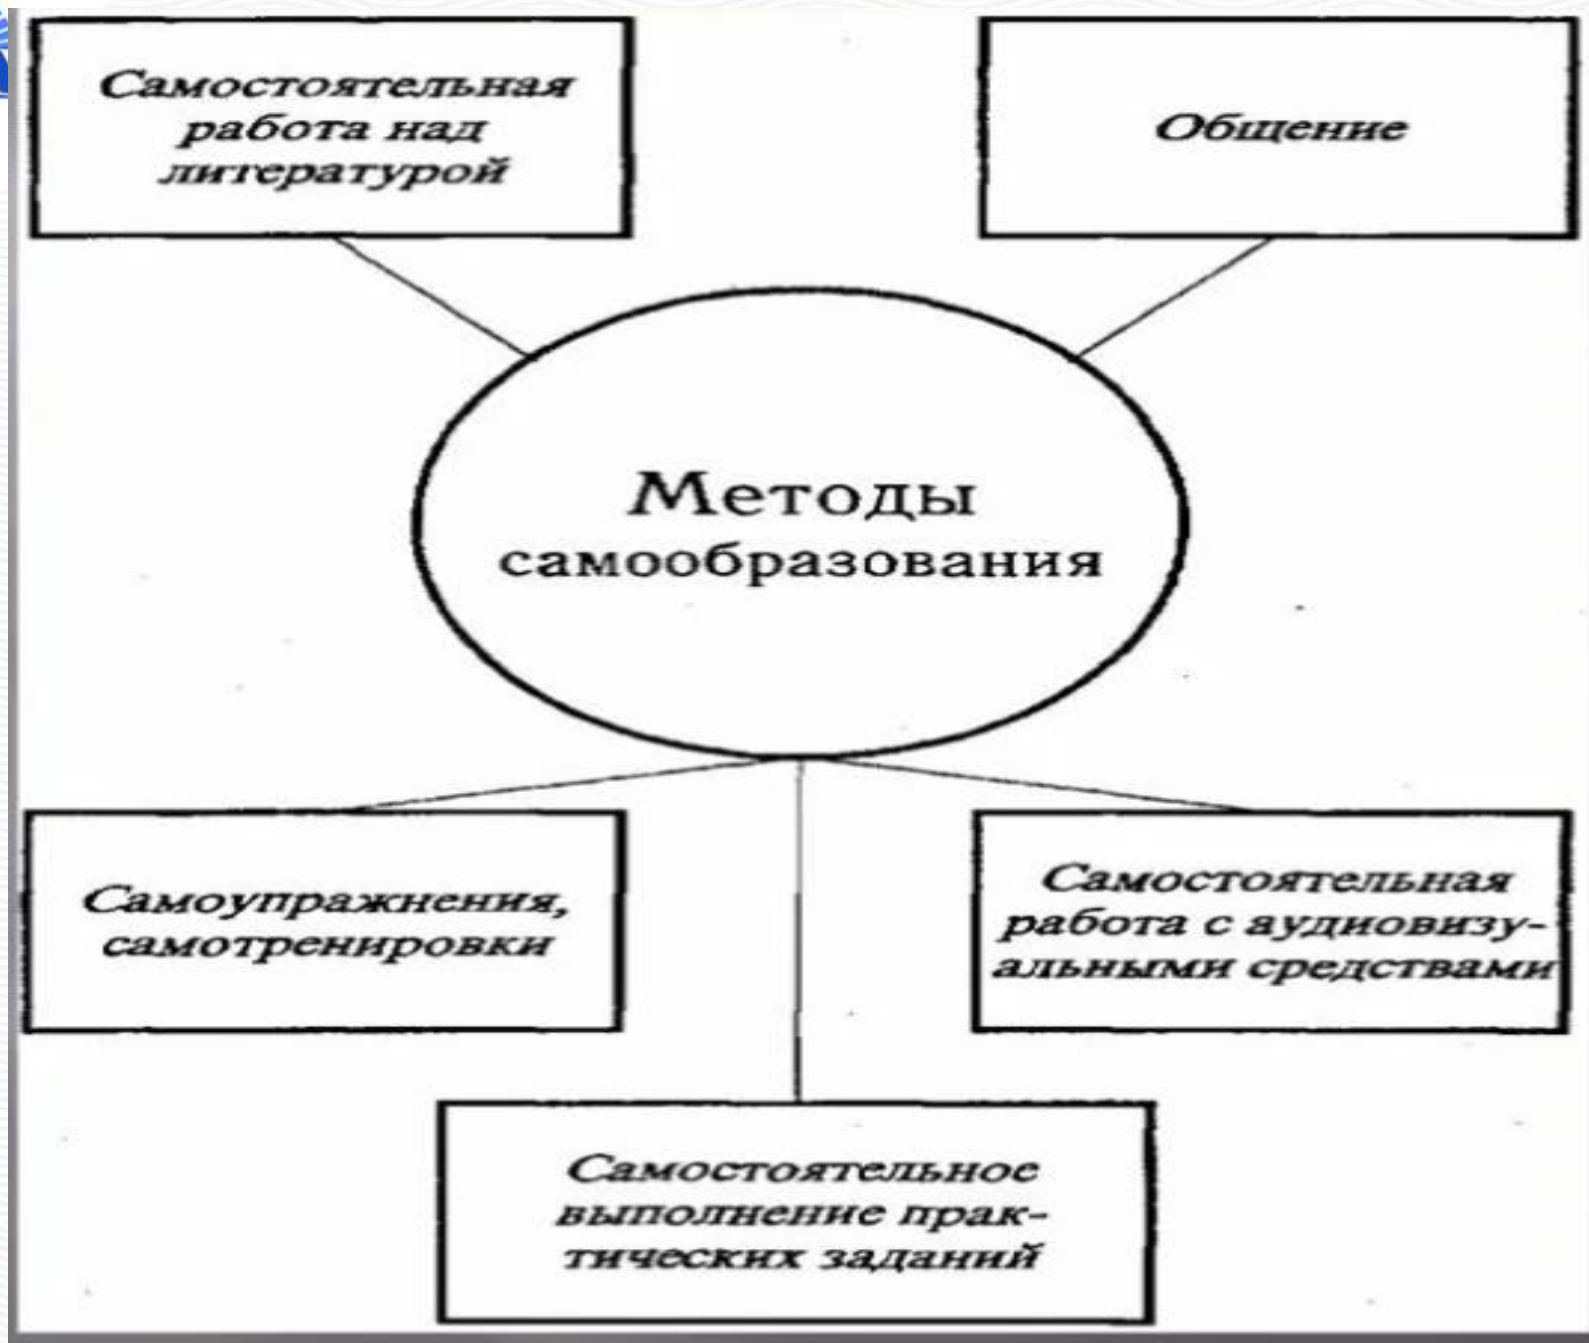 Самостоятельная
работа над
литературой
Общение
Методы
самообразования
Самоупражнения,
самотренировки
Самостоятельная
работа с аудиовизу-
альными средствами
Самостоятельное
выполнение прак-
тических заданий